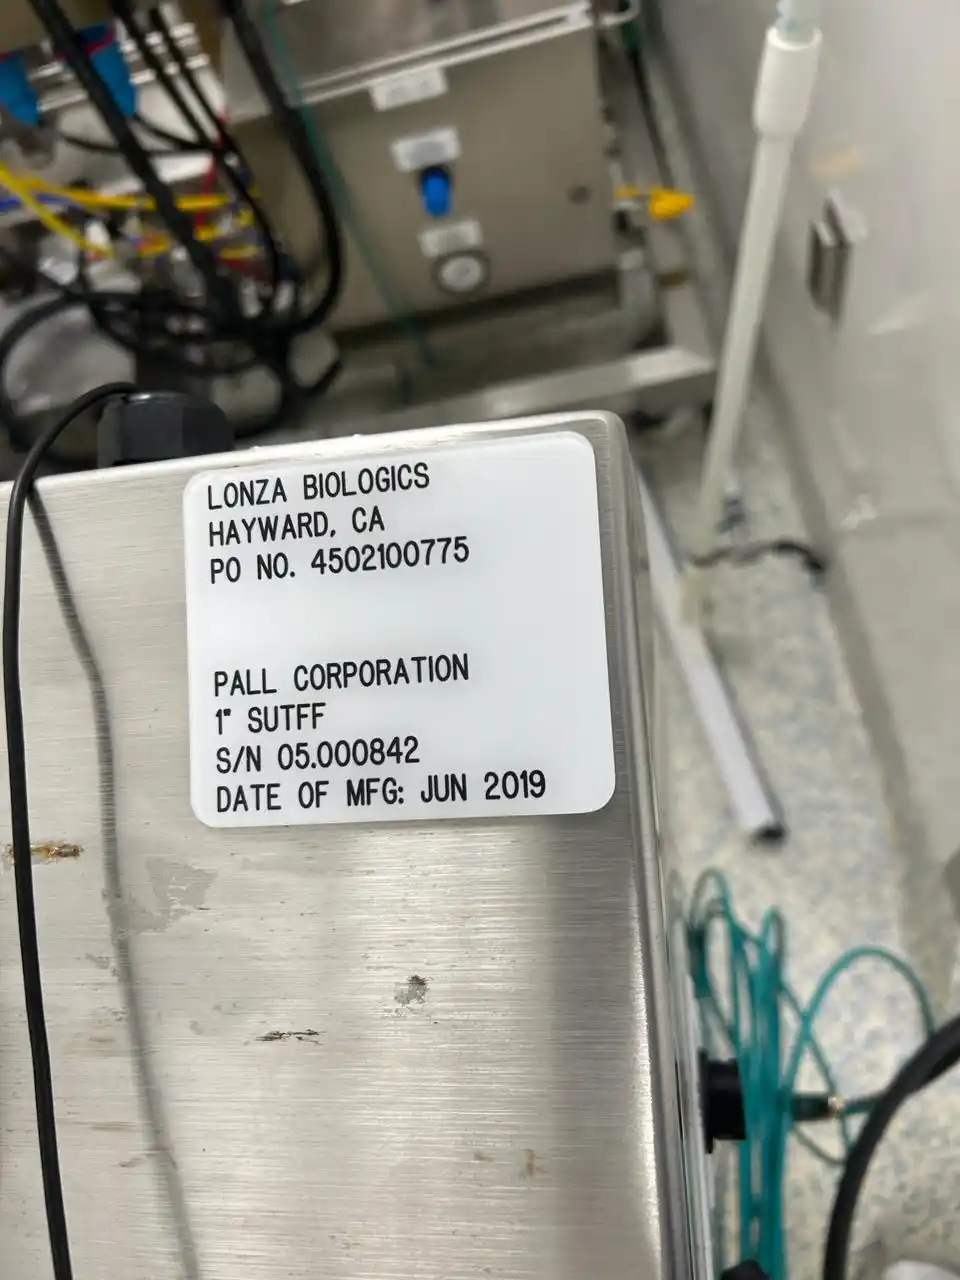 LONZA BIOLOGICS
HAYWARD, CA
PO NO. 4502100775
PALL CORPORATION
1" SUTFF
S/N 05.000842
DATE OF MFG: JUN 2019